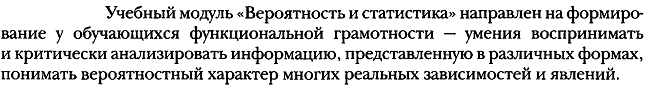 Учебный модуль «Вероятность и статистика» направлен на формиро-
вание у обучающихся функциональной грамотности — умения воспринимать
и критически анализировать информацию, представленную в различных формах,
понимать вероятностный характер многих реальных зависимостей и явлений.